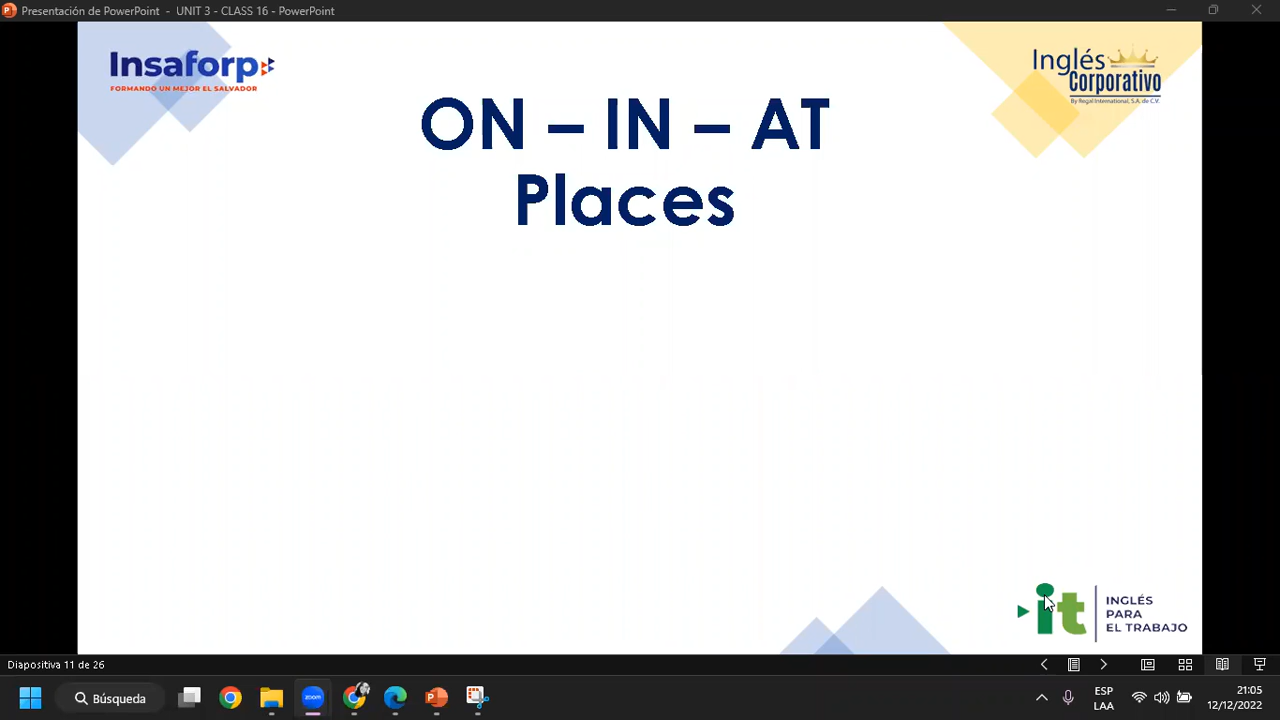 Presentación de PowerPoint - UNIT 3 - CLASS 16 - PowerPoint
Insaforp
FORMANDO UN MEJOR EL SALVADOR
Inglés
Corporativo
By Regal International, S.A. de C.V.
ON – IN – AT
Places
it
INGLÉS
PARA
EL TRABAJO
Diapositiva 11 de 26
Búsqueda
zoom
ESP
LAA
21:05
12/12/2022